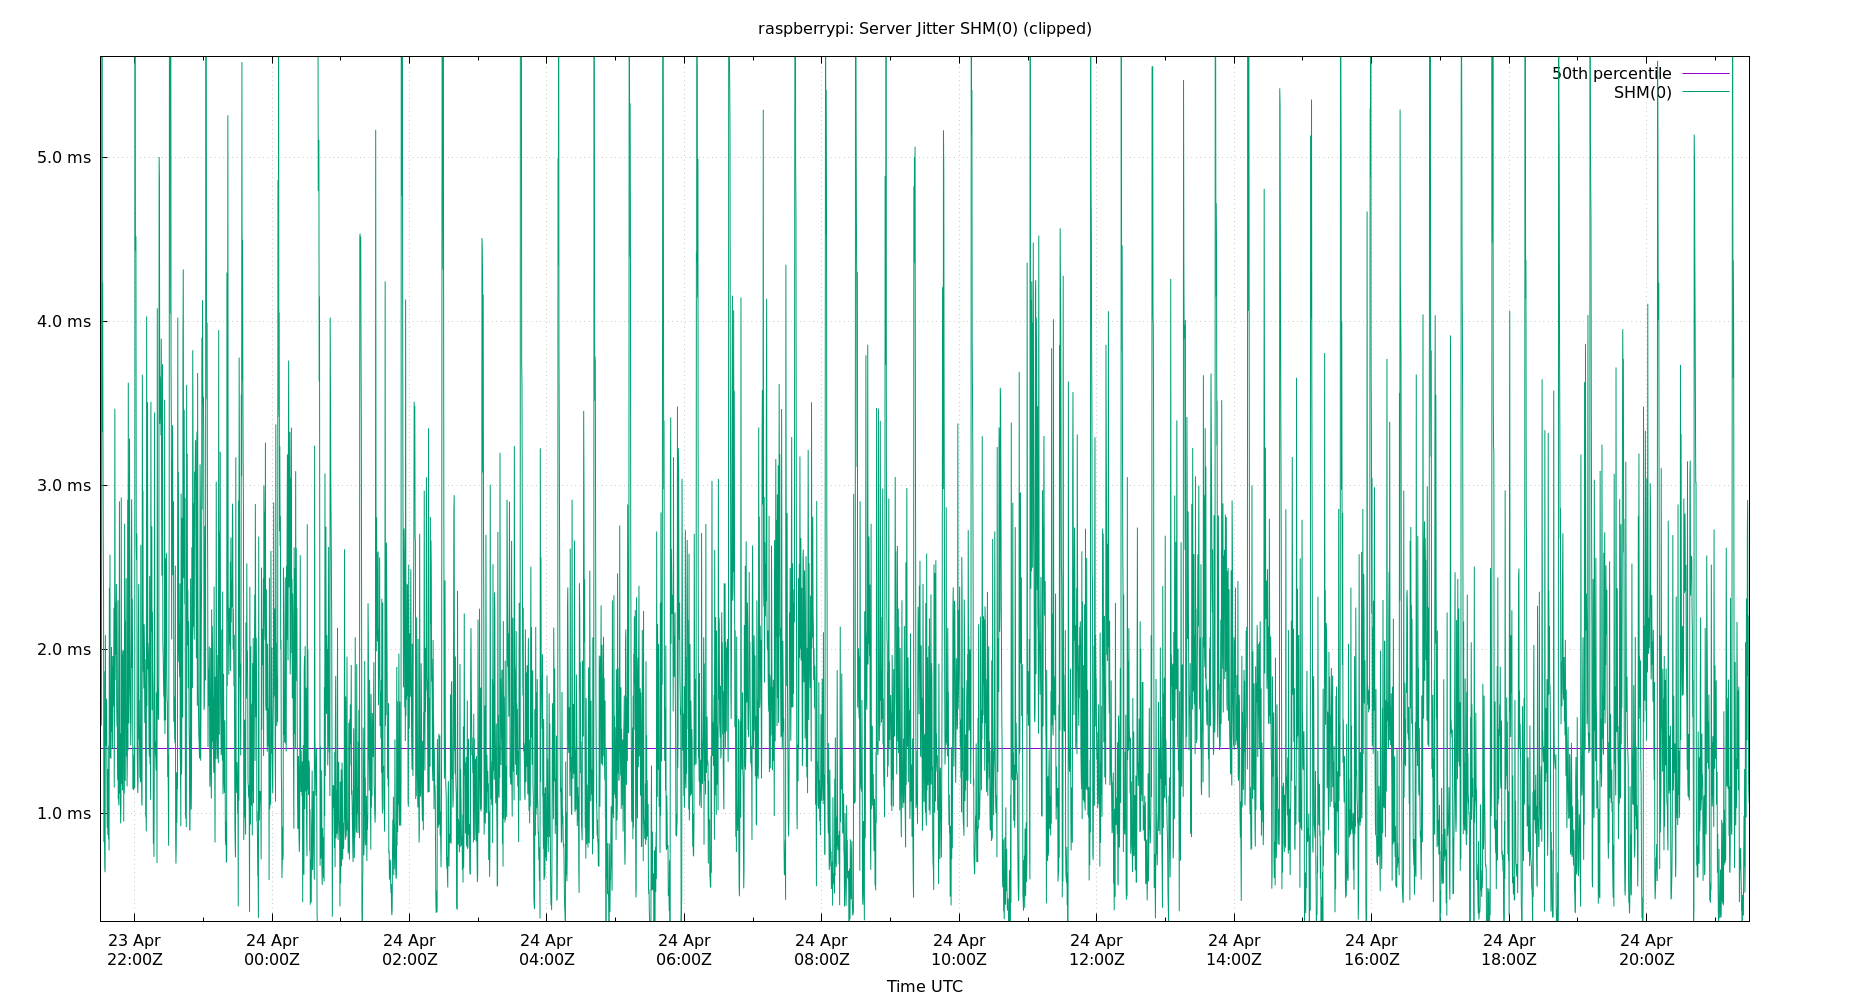 raspberrypi: Server Jitter SHM(0) (clipped)
50th percentile
SHM(0)
5.0 ms
4.0 ms
3.0 ms
2.0 ms
1.0 ms
23 Apr 24 Apr 24 Apr 24 Apr 24 Apr 24 Apr 24 Apr 24 Apr 24 Apr 24 Apr 24 Apr 24 Apr
22:00Z 00:00Z 02:00Z 04:00Z 06:00Z 08:00Z 10:00Z 12:00Z 14:00Z 16:00Z 18:00Z 20:00Z
Time UTC